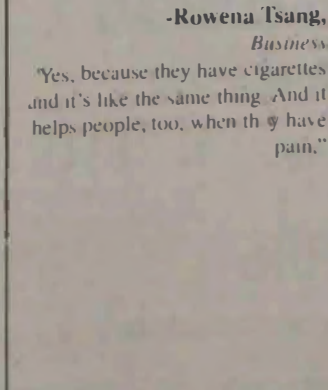 -Rowena Tsang,
Business
"Yes, because they have cigarettes
and it's like the same thing. And it
helps people, too, when they have
pain."